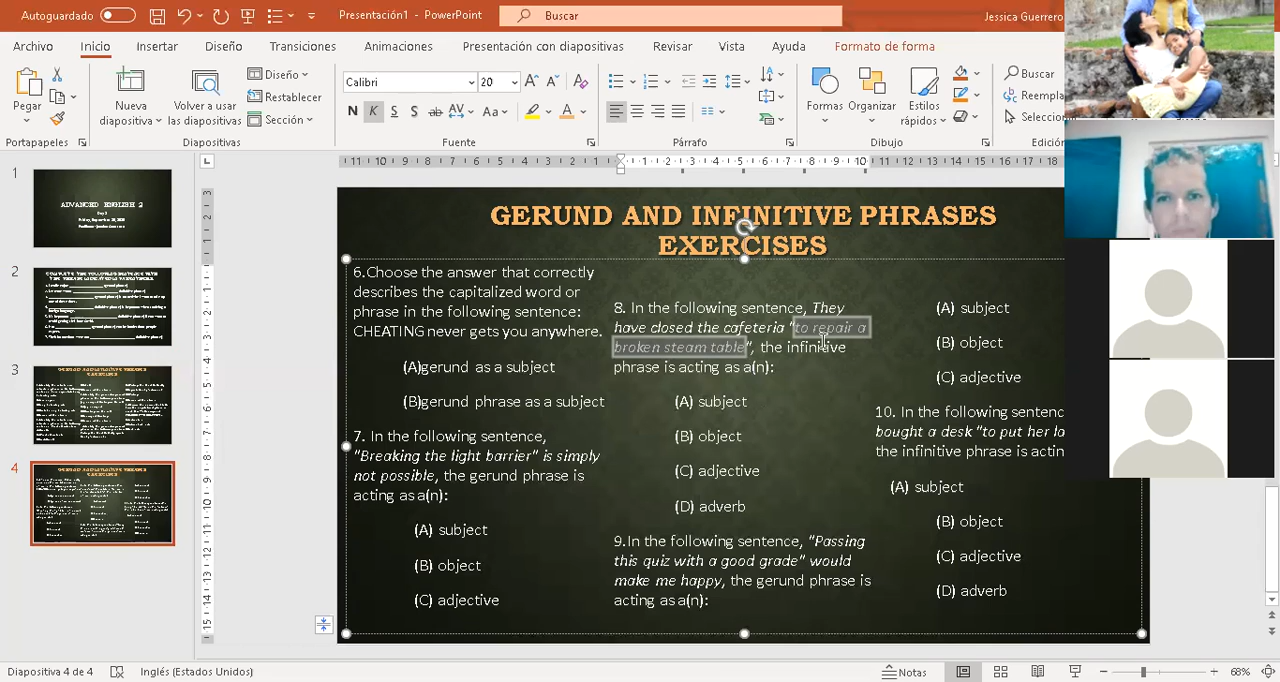 Autoguardado
Presentación1 - PowerPoint
Buscar
Jessica Guerrero
Archivo Inicio Insertar Diseño Transiciones Animaciones Presentación con diapositivas Revisar Vista Ayuda Formato de forma
Pegar
Nueva diapositiva
Volver a usar las diapositivas
Diseño
Restablecer
Sección
Calibri 20
N K S S ab AV Aa A
Formas Organizar Estilos rápidos
Buscar
Reempla
Seleccio
Portapapeles Diapositivas Fuente Párrafo Dibujo Edición
1
ADVANCED ENGLISH 2
2
3
4
GERUND AND INFINITIVE PHRASES
EXERCISES
6.Choose the answer that correctly
describes the capitalized word or
phrase in the following sentence:
CHEATING never gets you anywhere.
(A)gerund as a subject
(B)gerund phrase as a subject
7. In the following sentence,
"Breaking the light barrier" is simply
not possible, the gerund phrase is
acting as a(n):
(A) subject
(B) object
(C) adjective
8. In the following sentence, They
have closed the cafeteria "to repair a
broken steam table", the infinitive
phrase is acting as a(n):
(A) subject
(B) object
(C) adjective
(D) adverb
9.In the following sentence, "Passing
this quiz with a good grade" would
make me happy, the gerund phrase is
acting as a(n):
(A) subject
(B) object
(C) adjective
10. In the following sentenc
bought a desk "to put her la
the infinitive phrase is actin
(A) subject
(B) object
(C) adjective
(D) adverb
Diapositiva 4 de 4 Inglés (Estados Unidos) Notas 68%